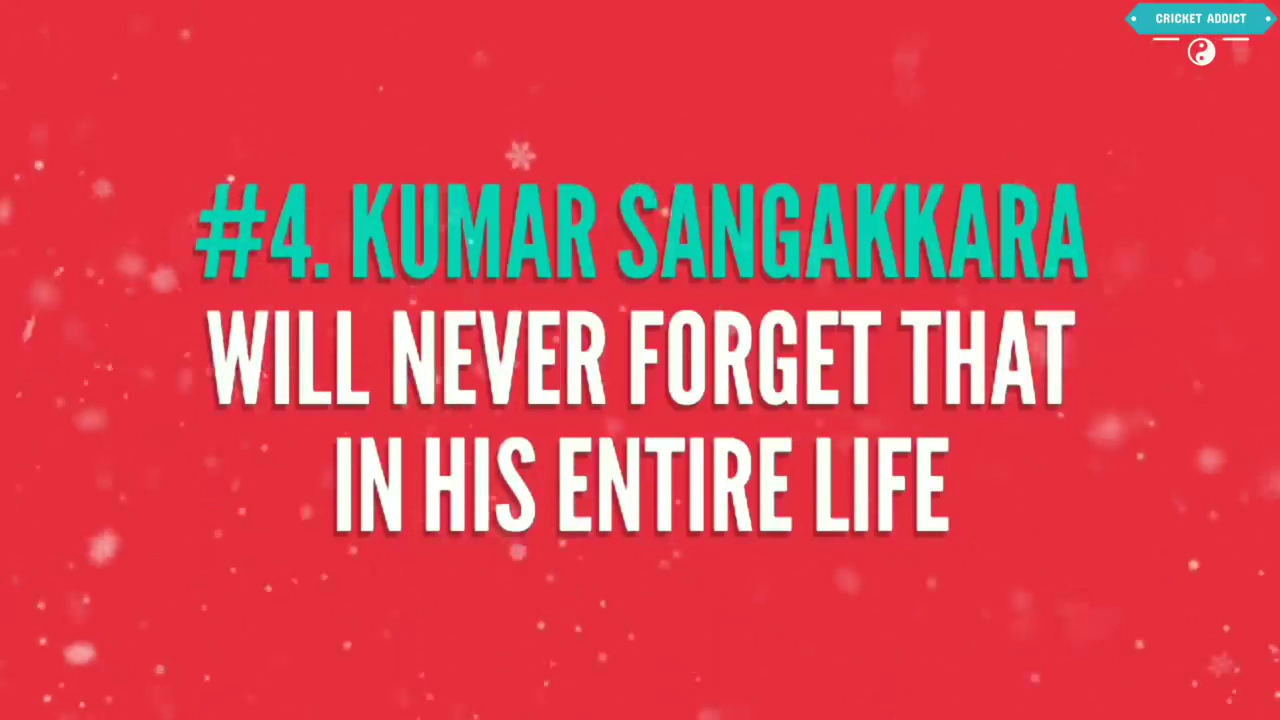 CRICKET ADDICT
#4. KUMAR SANGAKKARA
WILL NEVER FORGET THAT
IN HIS ENTIRE LIFE